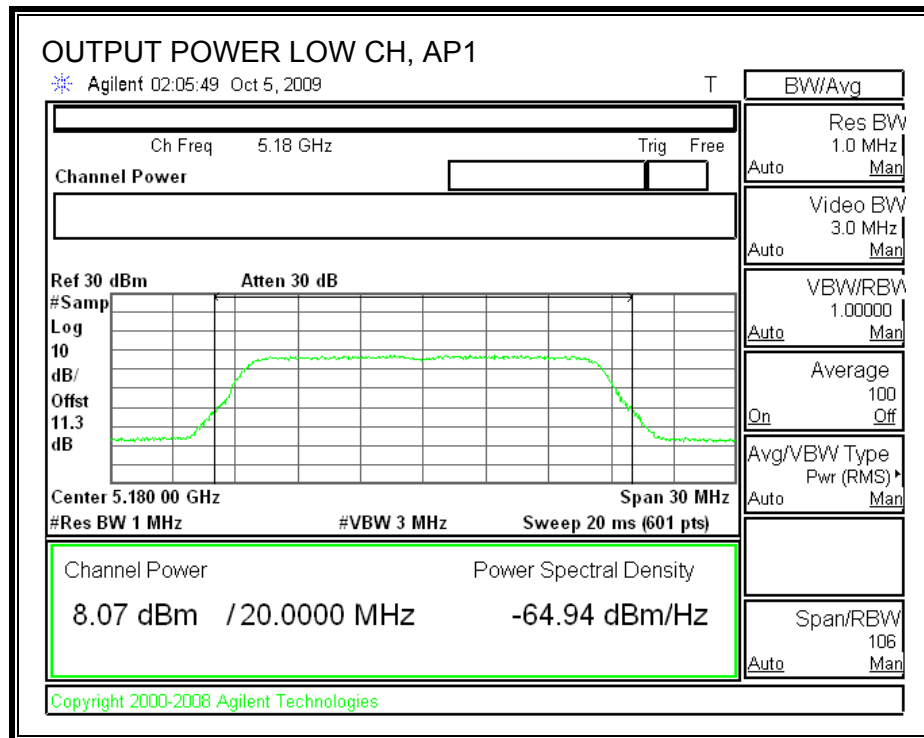 OUTPUT POWER LOW CH, AP1
Agilent 02:05:49 Oct 5, 2009 T
BW/Avg
Ch Freq 5.18 GHz Trig Free
Channel Power
Res BW
1.0 MHz
Auto Man
Video BW
3.0 MHz
Auto Man
VBW/RBW
1.00000
Auto Man
Average
100
On Off
Avg/VBW Type
Pwr (RMS)
Auto Man
Span/RBW
106
Auto Man
Ref 30 dBm Atten 30 dB
#Samp
Log
10
dB/
Offst
11.3
dB
Center 5.180 00 GHz Span 30 MHz
#Res BW 1 MHz #VBW 3 MHz Sweep 20 ms (601 pts)
Channel Power Power Spectral Density
8.07 dBm / 20.0000 MHz -64.94 dBm/Hz
Copyright 2000-2008 Agilent Technologies